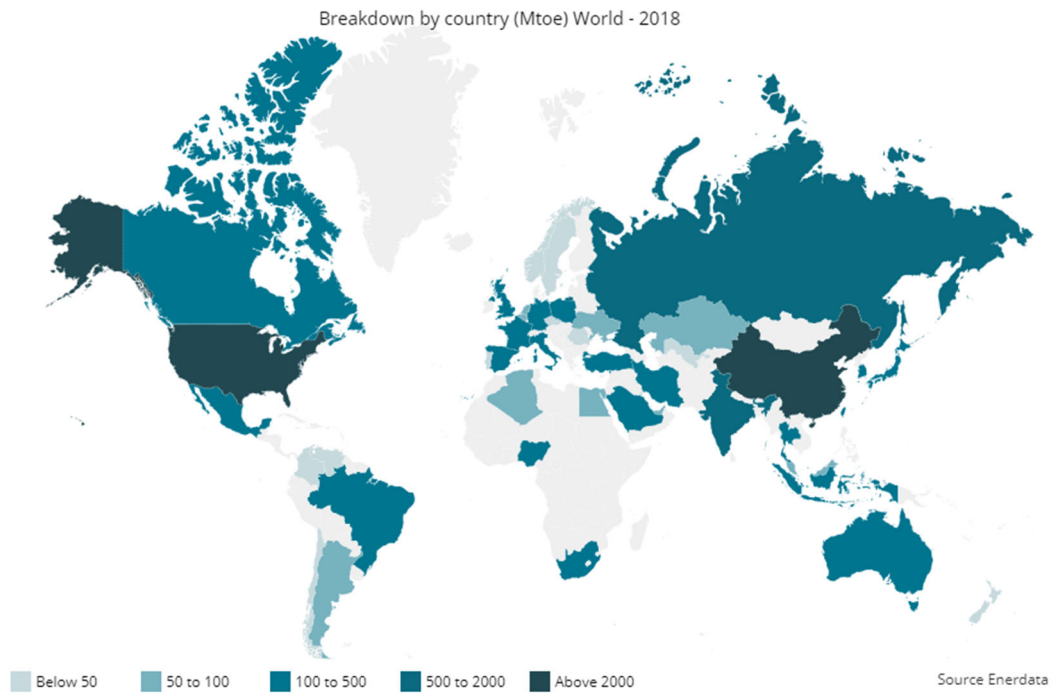 Breakdown by country (Mtoe) World - 2018
Below 50
50 to 100
100 to 500
500 to 2000
Above 2000
Source Enerdata